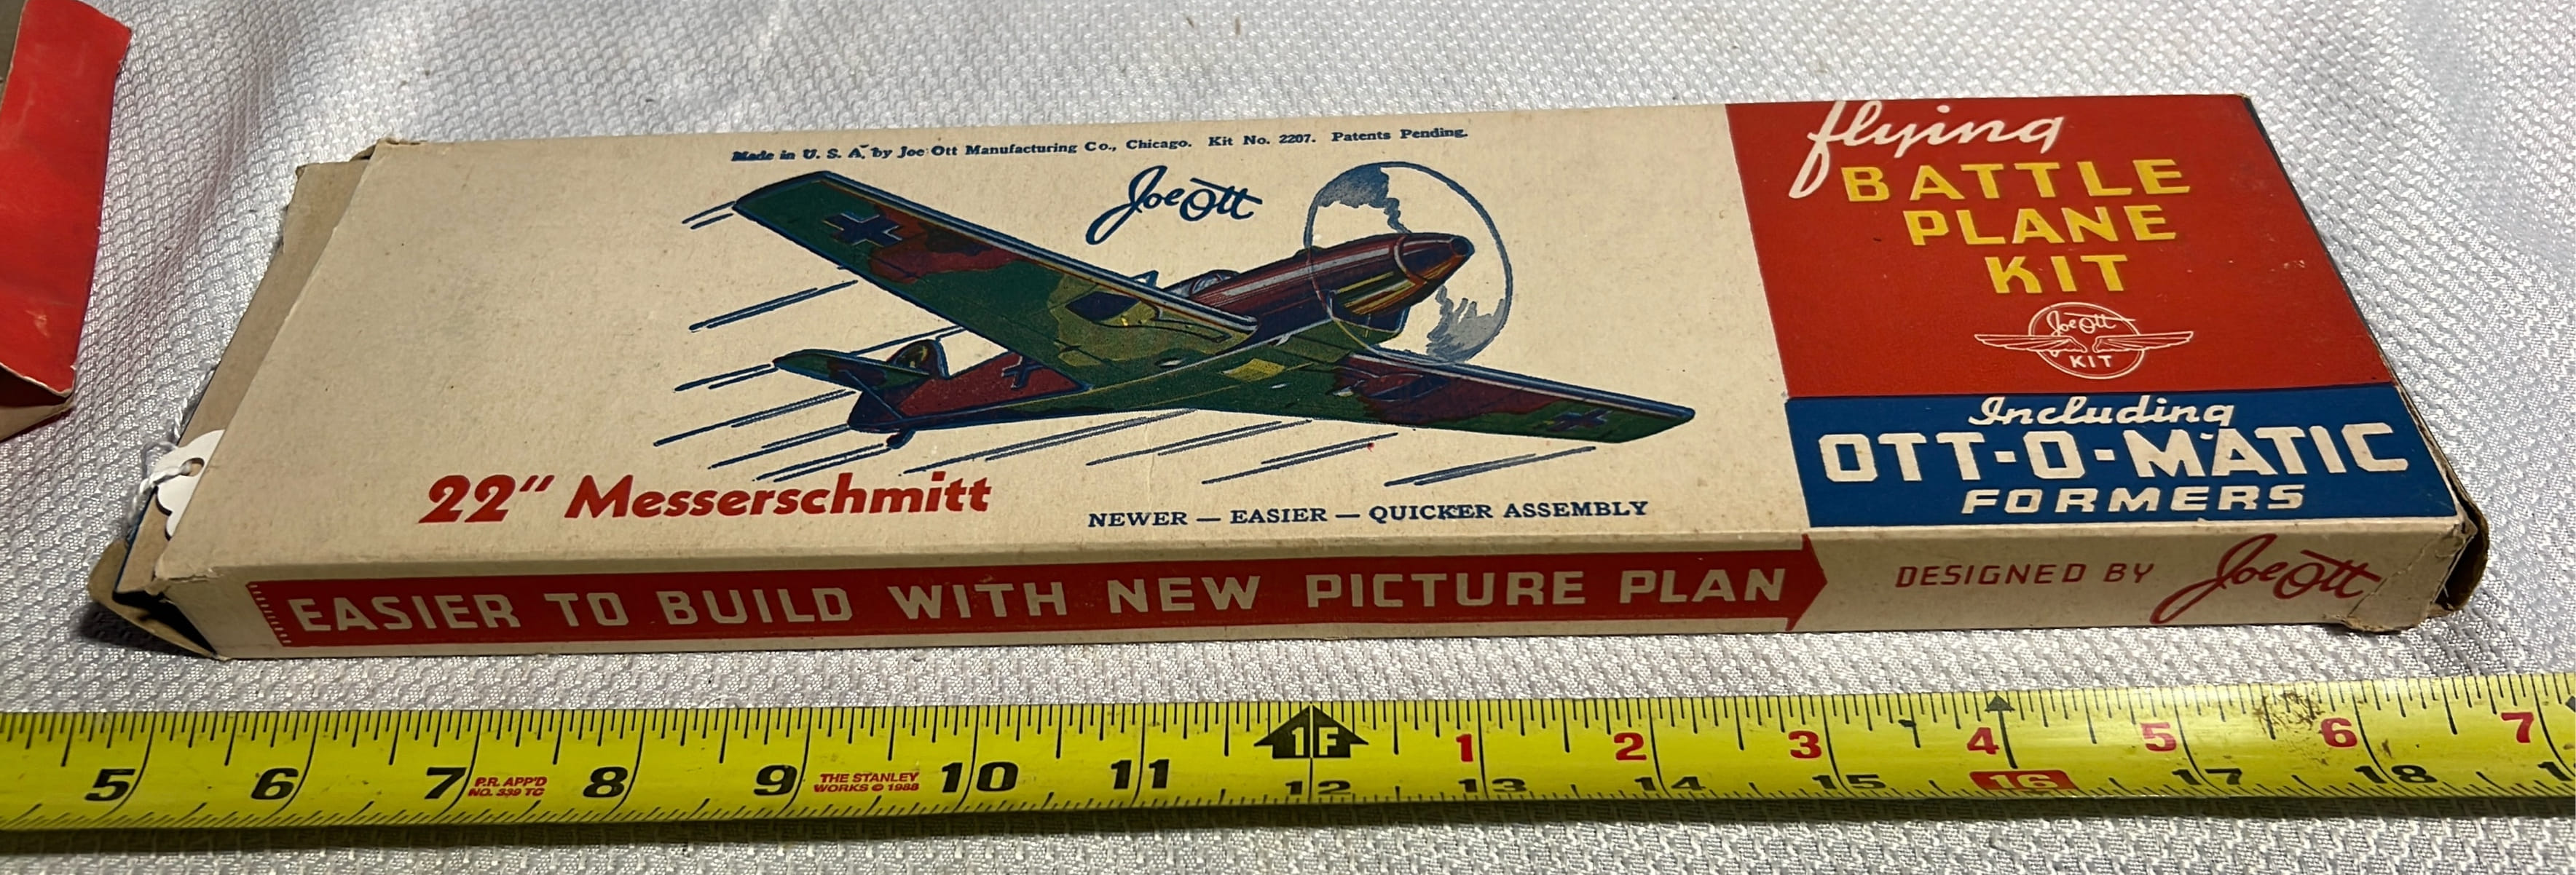 Made in U. S. A. by Joe Ott Manufacturing Co., Chicago. Kit No. 2207. Patents Pending.
Joe Ott
22" Messerschmitt
NEWER — EASIER — QUICKER ASSEMBLY
flying
BATTLE
PLANE
KIT
Joe Ott
KIT
Including
OTT-O-MATIC
FORMERS
EASIER TO BUILD WITH NEW PICTURE PLAN
DESIGNED BY Joe Ott
1F 1 2 3 4 5 6 7
5 6 7 8 9 10 11 12 13 14 15 16 17 18
P.R. APP'D
NO. 339 TC
THE STANLEY
WORKS © 1988